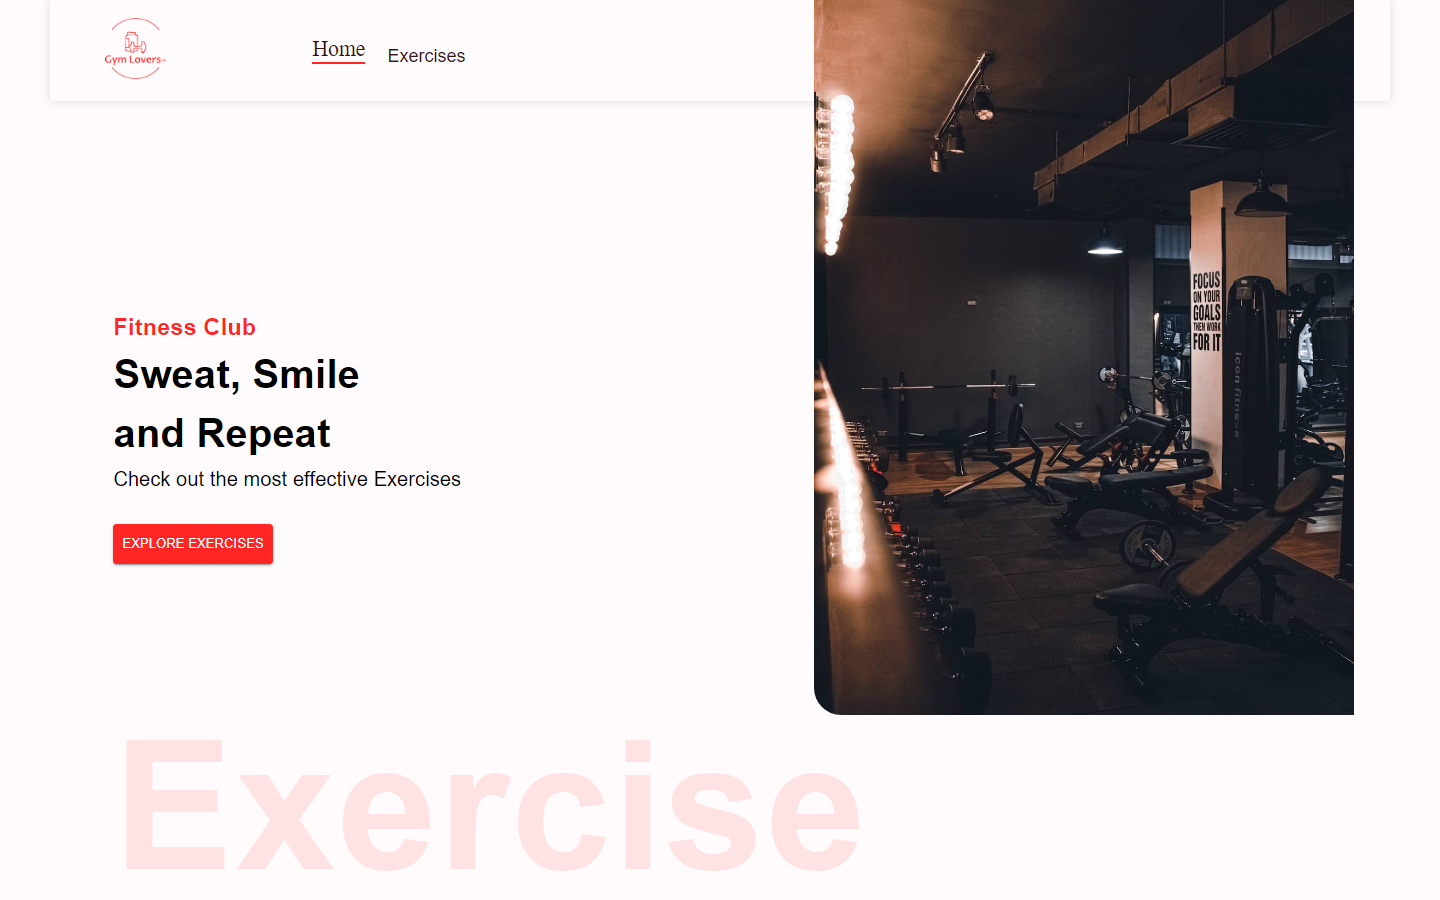 Gym Lovers
Home
Exercises
Fitness Club
Sweat, Smile
and Repeat
Check out the most effective Exercises
EXPLORE EXERCISES
FOCUS
ON YOUR
GOALS
THEN WORK
FOR IT
icon fitness
Exercise